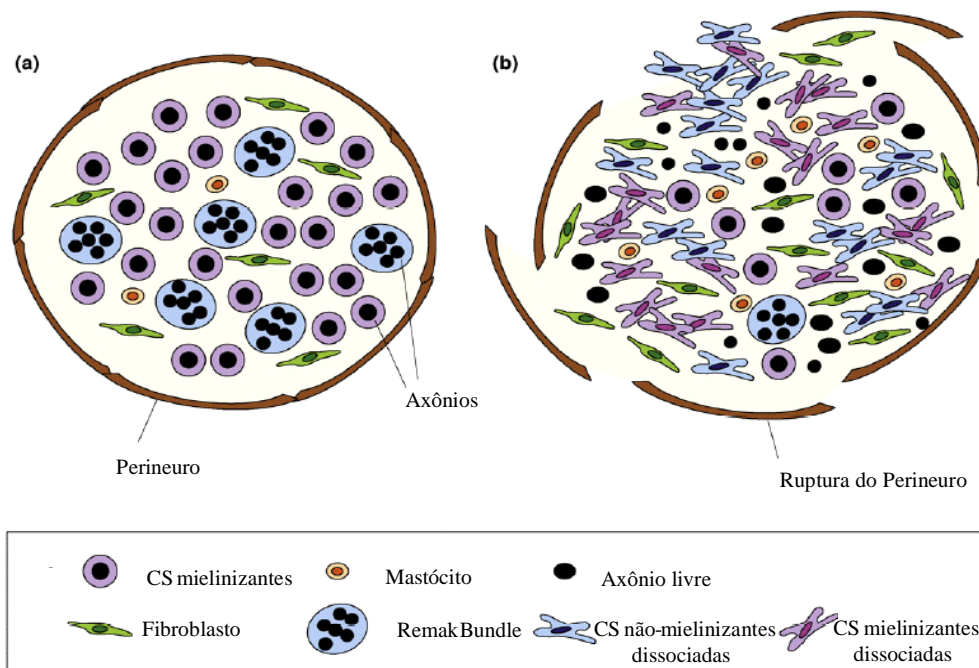 (a)
(b)
Axônios
Perineuro
Ruptura do Perineuro
CS mielinizantes
Mastócito
Axônio livre
Fibroblasto
Remak Bundle
CS não-mielinizantes
dissociadas
CS mielinizantes
dissociadas